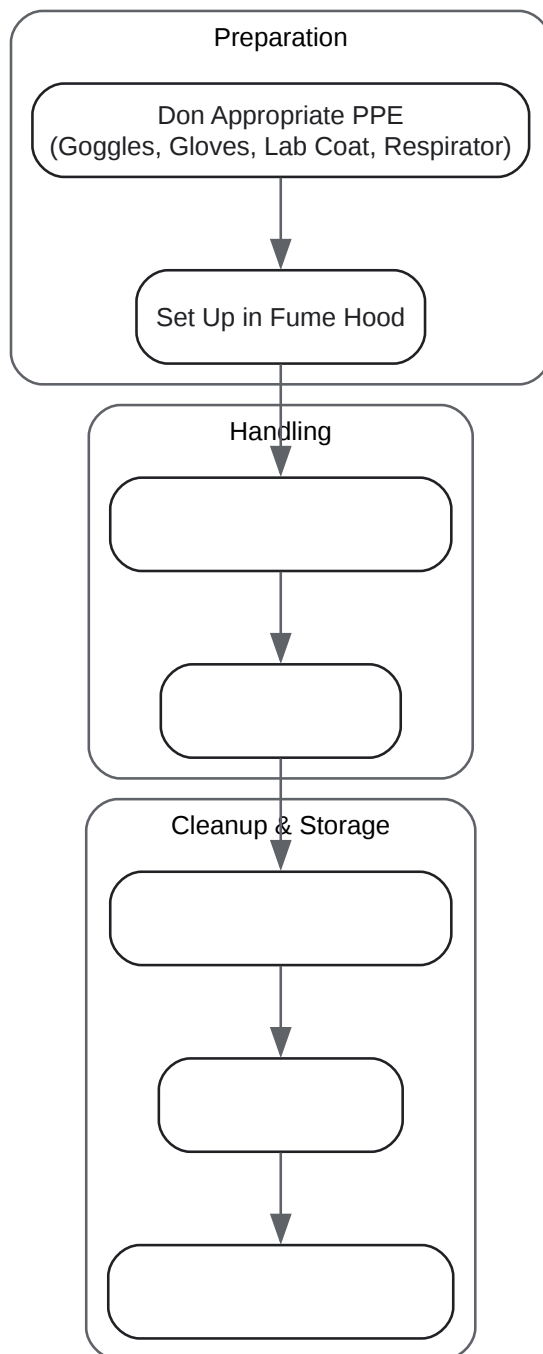 Preparation
Don Appropriate PPE
(Goggles, Gloves, Lab Coat, Respirator)
Set Up in Fume Hood
Handling
Cleanup & Storage